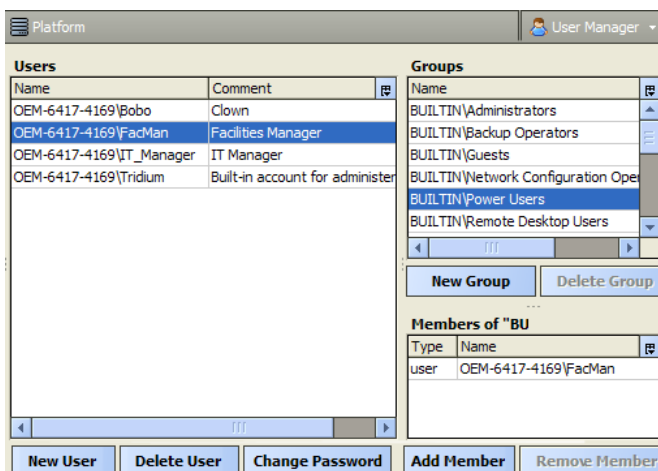 Platform
User Manager
Users
Name Comment
OEM-6417-4169\Bobo Clown
OEM-6417-4169\FacMan Facilities Manager
OEM-6417-4169\IT_Manager IT Manager
OEM-6417-4169\Tridium Built-in account for administer
Groups
Name
BUILTIN\Administrators
BUILTIN\Backup Operators
BUILTIN\Guests
BUILTIN\Network Configuration Oper
BUILTIN\Power Users
BUILTIN\Remote Desktop Users
New Group Delete Group
Members of "BU
Type Name
user OEM-6417-4169\FacMan
New User Delete User Change Password Add Member Remove Member